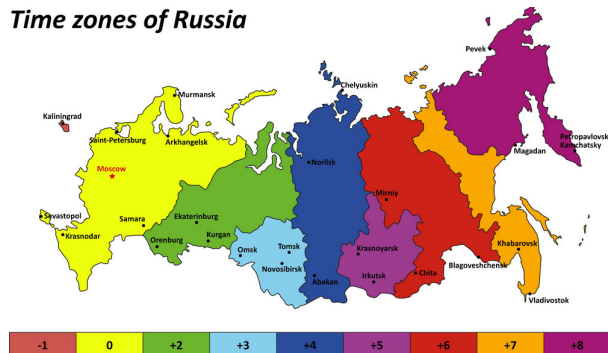 Time zones of Russia
Pevek
Chelyuskin
Murmansk
Kaliningrad
Saint-Petersburg
Arkhangelsk
Petropavlovsk
Kamchatsky
Magadan
Norilsk
Moscow
Mirniy
Sevastopol
Samara
Ekaterinburg
Krasnodar
Kurgan
Orenburg
Omsk
Tomsk
Krasnoyarsk
Khabarovsk
Novosibirsk
Blagoveshchensk
Abakan
Irkutsk
Chita
Vladivostok
-1 0 +2 +3 +4 +5 +6 +7 +8